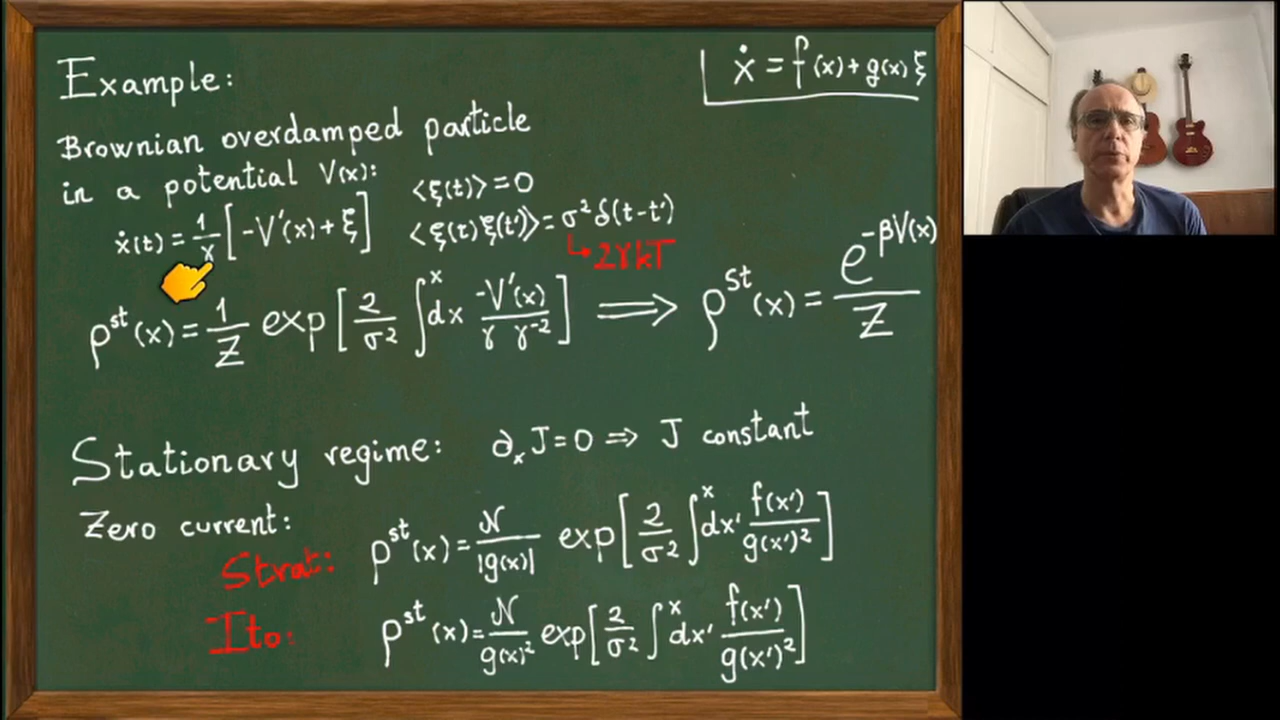 Example:
ẋ = f(x) + g(x) ξ
Brownian overdamped particle
in a potential V(x):
⟨ξ(t)⟩ = 0
ẋ(t) = 1/γ [-V'(x) + ξ]
⟨ξ(t) ξ(t')⟩ = σ² δ(t-t')
↳ 2γkT
ρ^st (x) = 1/Z exp[2/σ² ∫^x dx -V'(x)/(γ γ^-2)] ⟹ ρ^st (x) = e^(-βV(x))/Z
Stationary regime: ∂ₓ J = 0 ⇒ J constant
Zero current:
Strat: ρ^st (x) = 𝒩/|g(x)| exp[2/σ² ∫^x dx' f(x')/g(x')²]
Ito: ρ^st (x) = 𝒩/g(x)² exp[2/σ² ∫^x dx' f(x')/g(x')²]